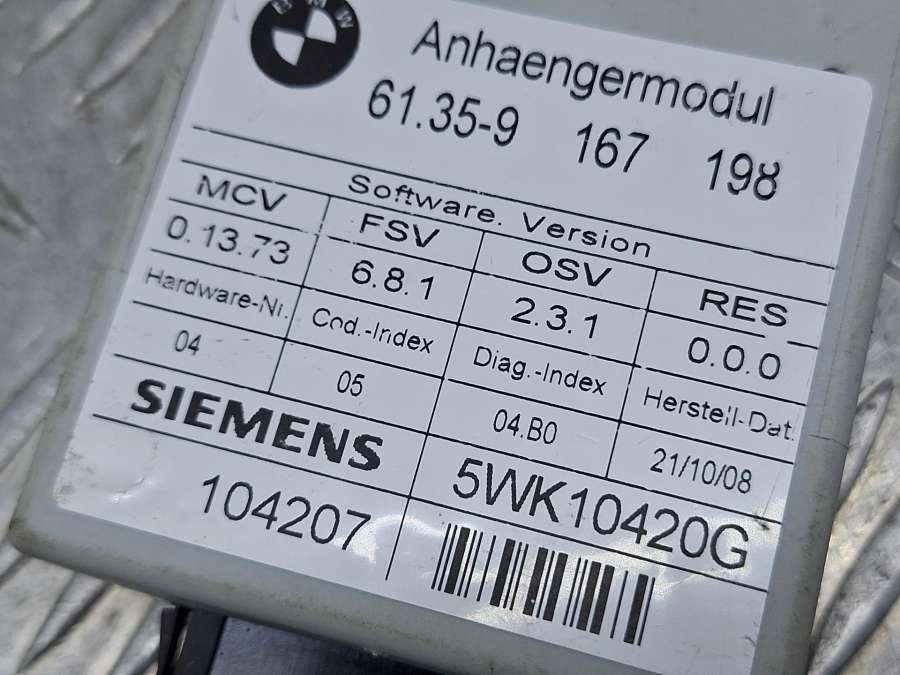 BMW
Anhaengermodul
61.35-9 167 198
Software. Version
MCV FSV OSV RES
0.13.73 6.8.1 2.3.1 0.0.0
Hardware-Nr. Cod.-Index Diag.-Index Herstell-Dat.
04 05 04.B0 21/10/08
SIEMENS 5WK10420G
104207